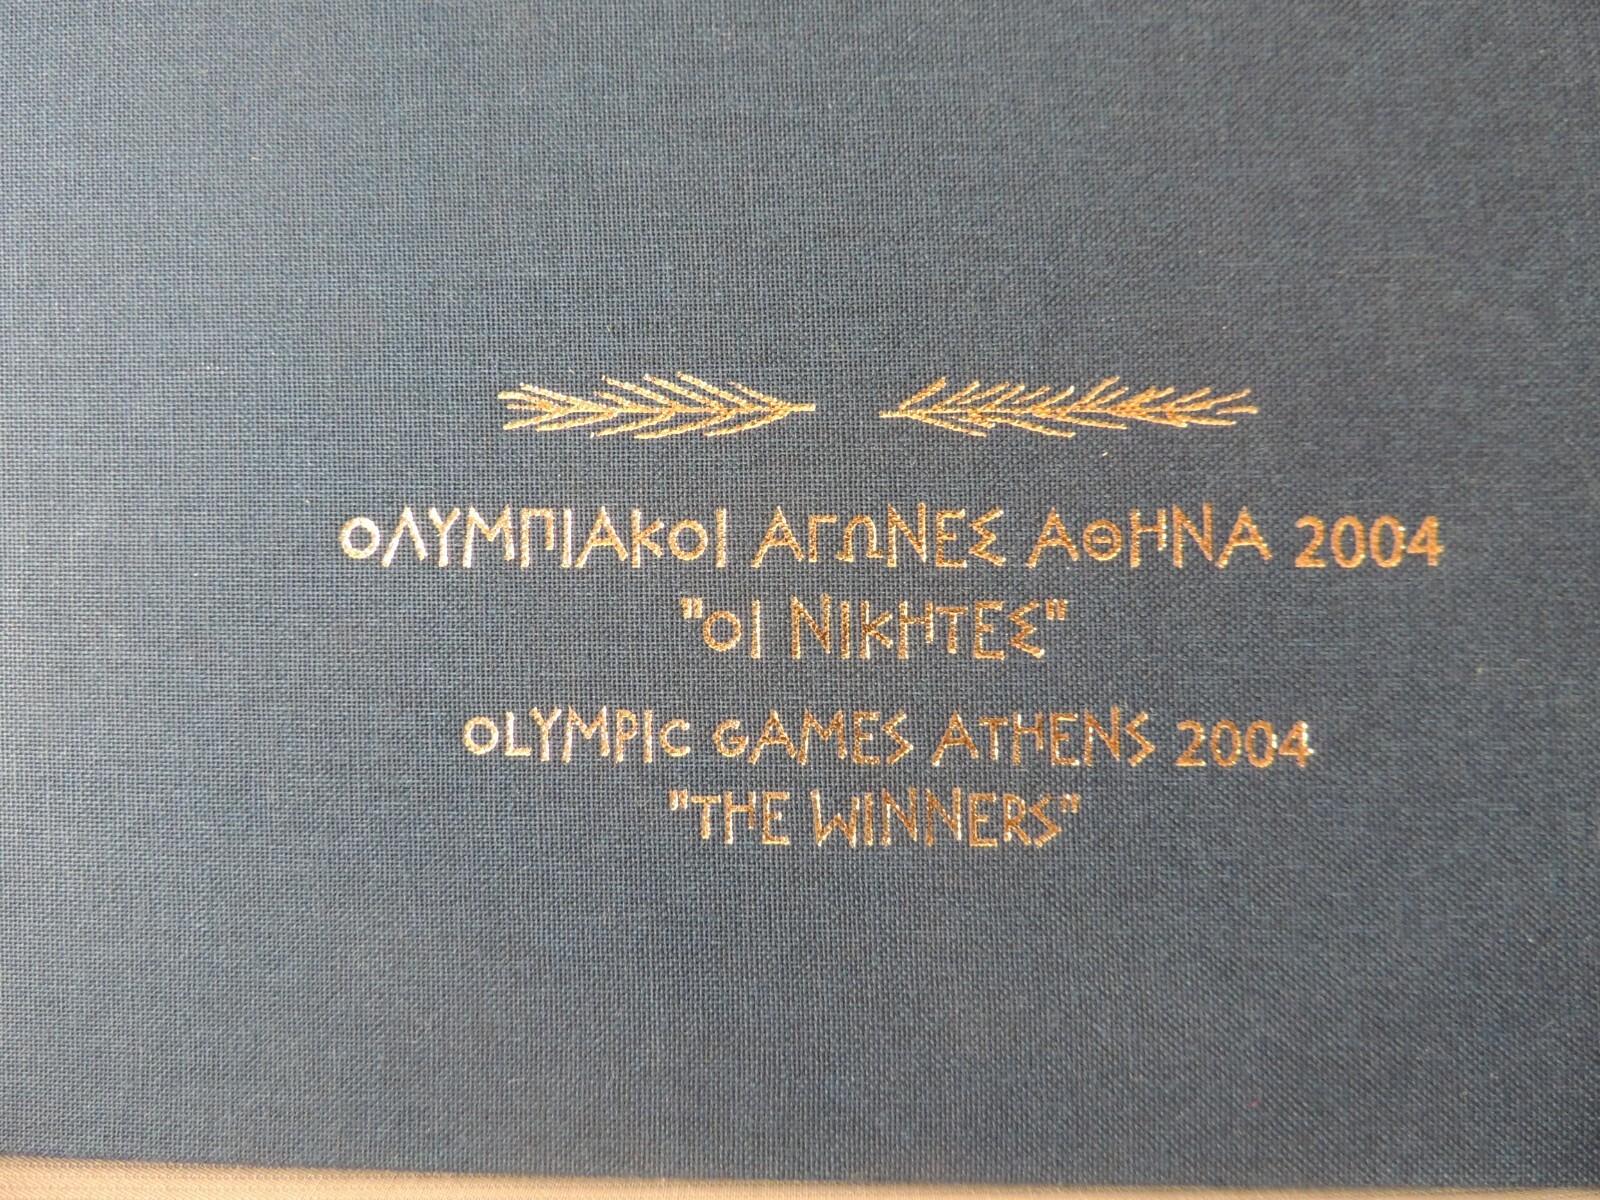 ΟΛΥΜΠΙΑΚΟΙ ΑΓΩΝΕΣ ΑΘΗΝΑ 2004
"ΟΙ ΝΙΚΗΤΕΣ"
OLYMPIC GAMES ATHENS 2004
"THE WINNERS"